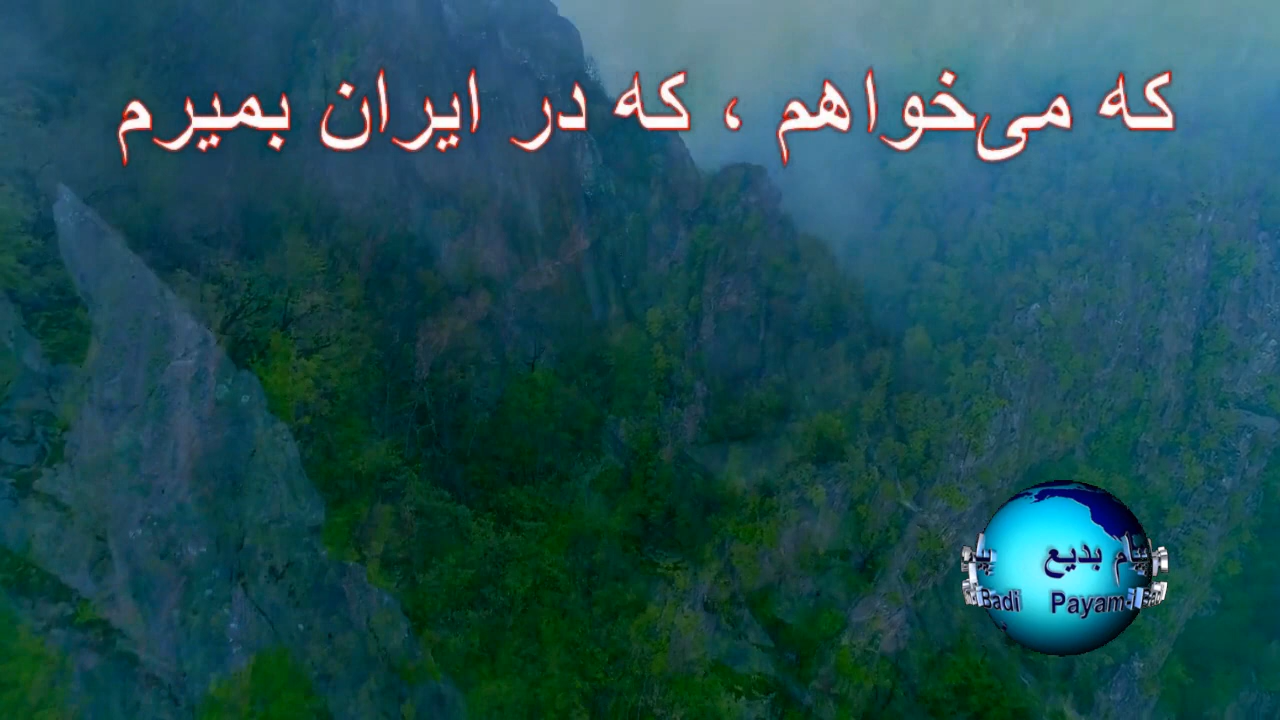 که می‌خواهم ، که در ایران بمیرم
پیام بدیع
Badi Payam-i